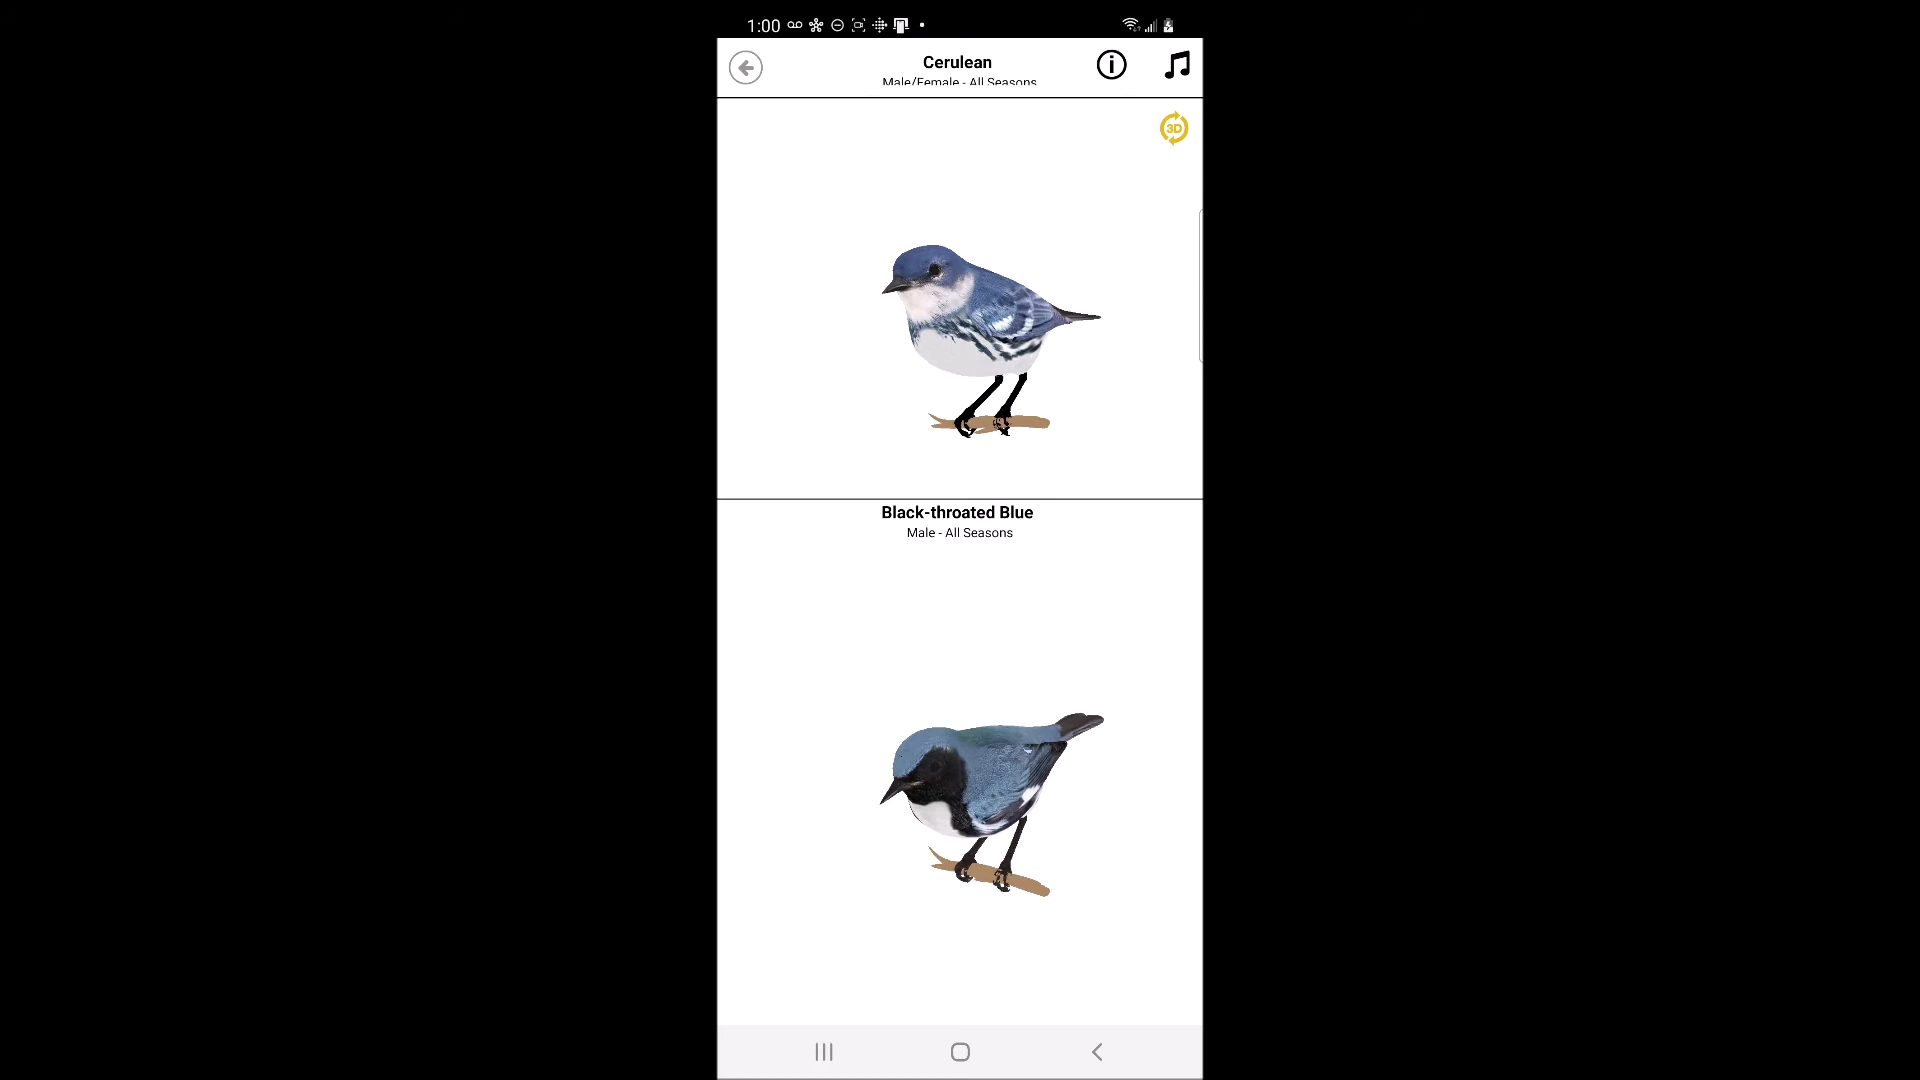 1:00
Cerulean
Male/Female - All Seasons
3D
Black-throated Blue
Male - All Seasons